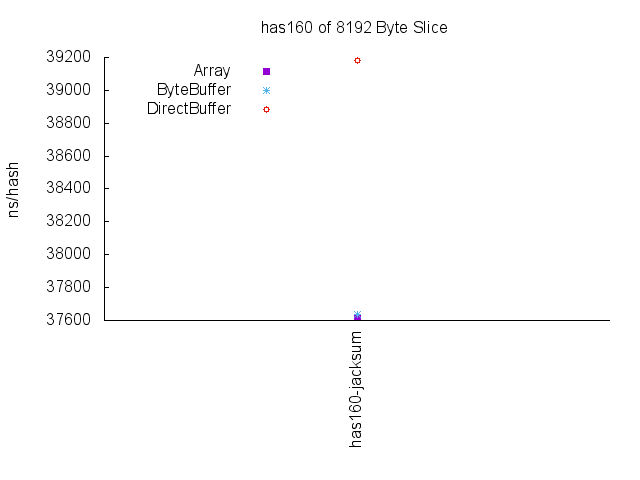 has160 of 8192 Byte Slice
39200
39000
38800
38600
38400
38200
38000
37800
37600
ns/hash
Array
ByteBuffer
DirectBuffer
has160-jacksum